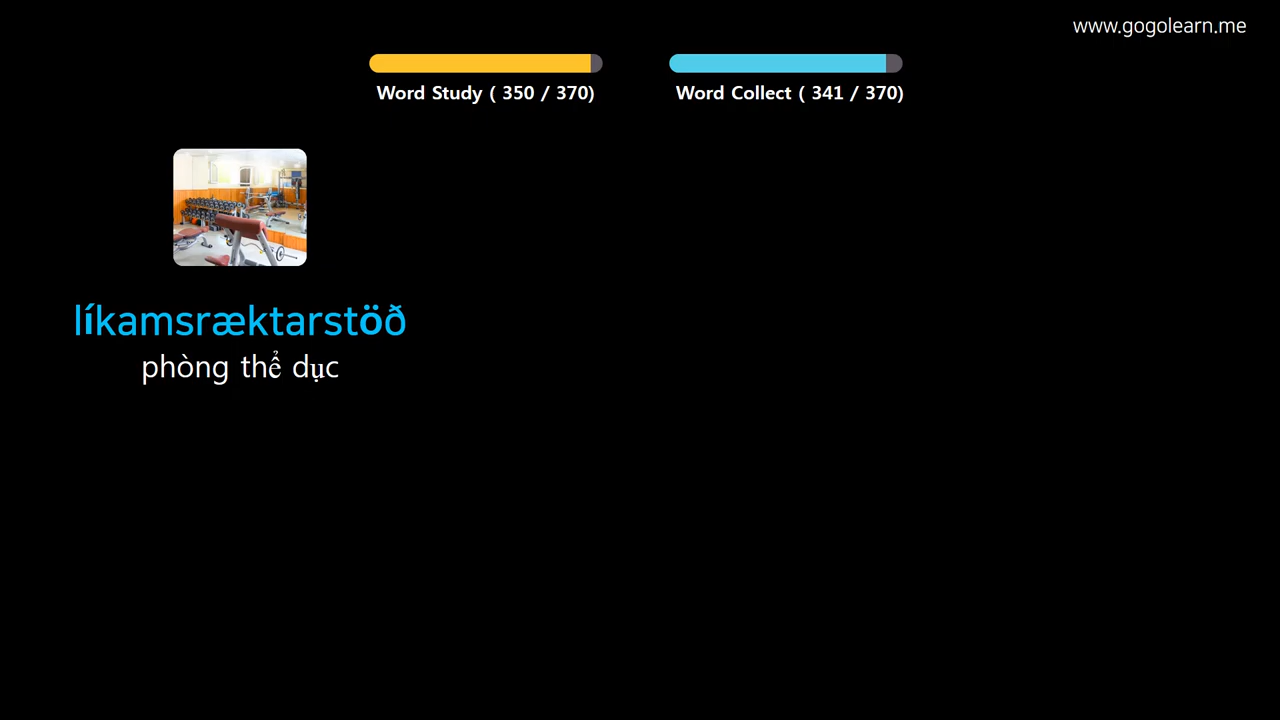 www.gogolearn.me
Word Study ( 350 / 370)
Word Collect ( 341 / 370)
líkamsræktarstöð
phòng thể dục